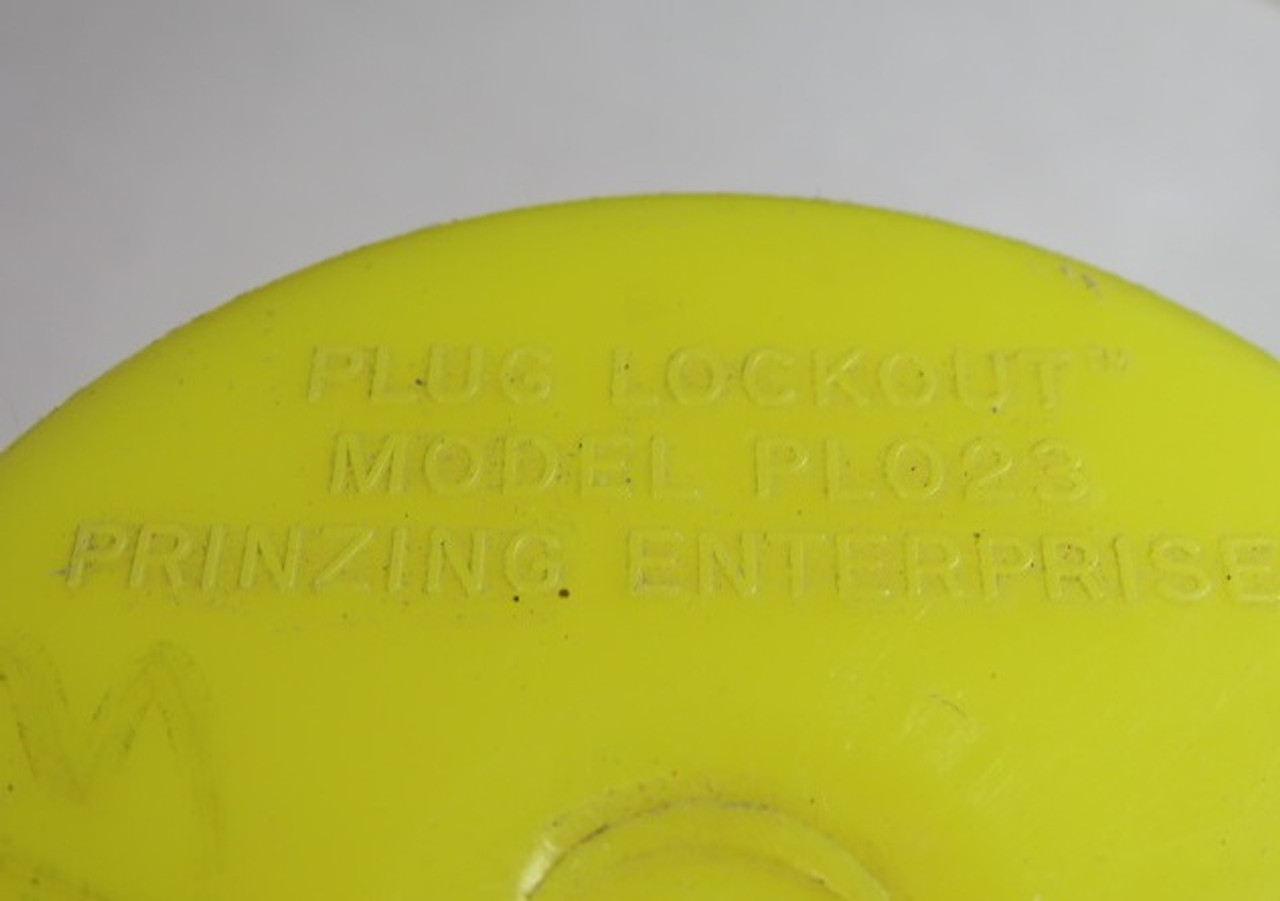 PLUG LOCKOUT™
MODEL PL023
PRINZING ENTERPRISE